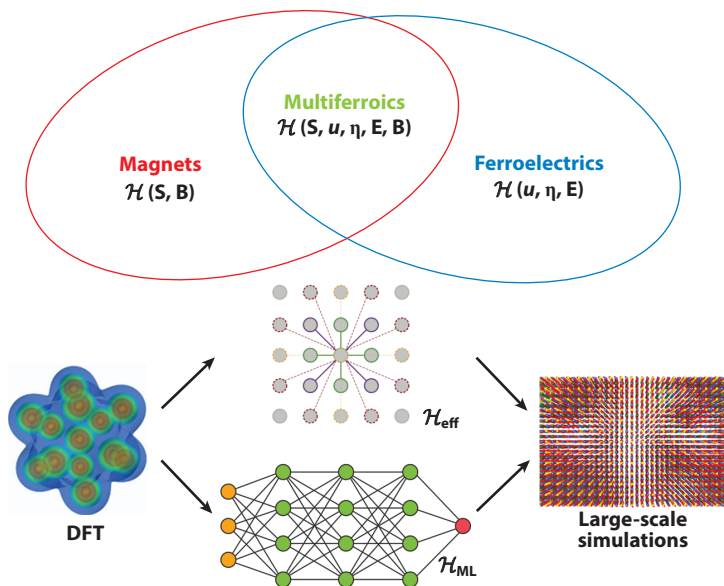 Multiferroics
ℋ (S, u, η, E, B)
Magnets
ℋ (S, B)
Ferroelectrics
ℋ (u, η, E)
ℋeff
DFT
ℋML
Large-scale
simulations